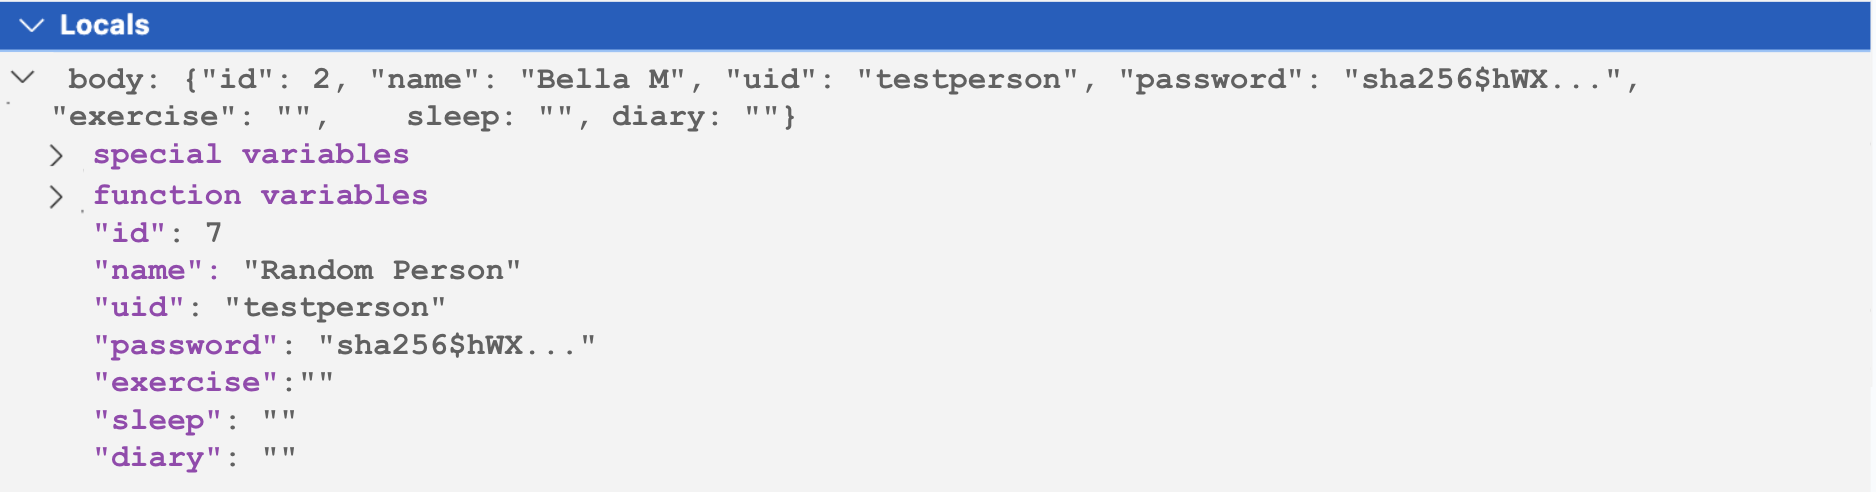 Locals
body: {"id": 2, "name": "Bella M", "uid": "testperson", "password": "sha256$hWX...",
"exercise": "", sleep: "", diary: ""}
special variables
function variables
"id": 7
"name": "Random Person"
"uid": "testperson"
"password": "sha256$hWX..."
"exercise":""
"sleep": ""
"diary": ""